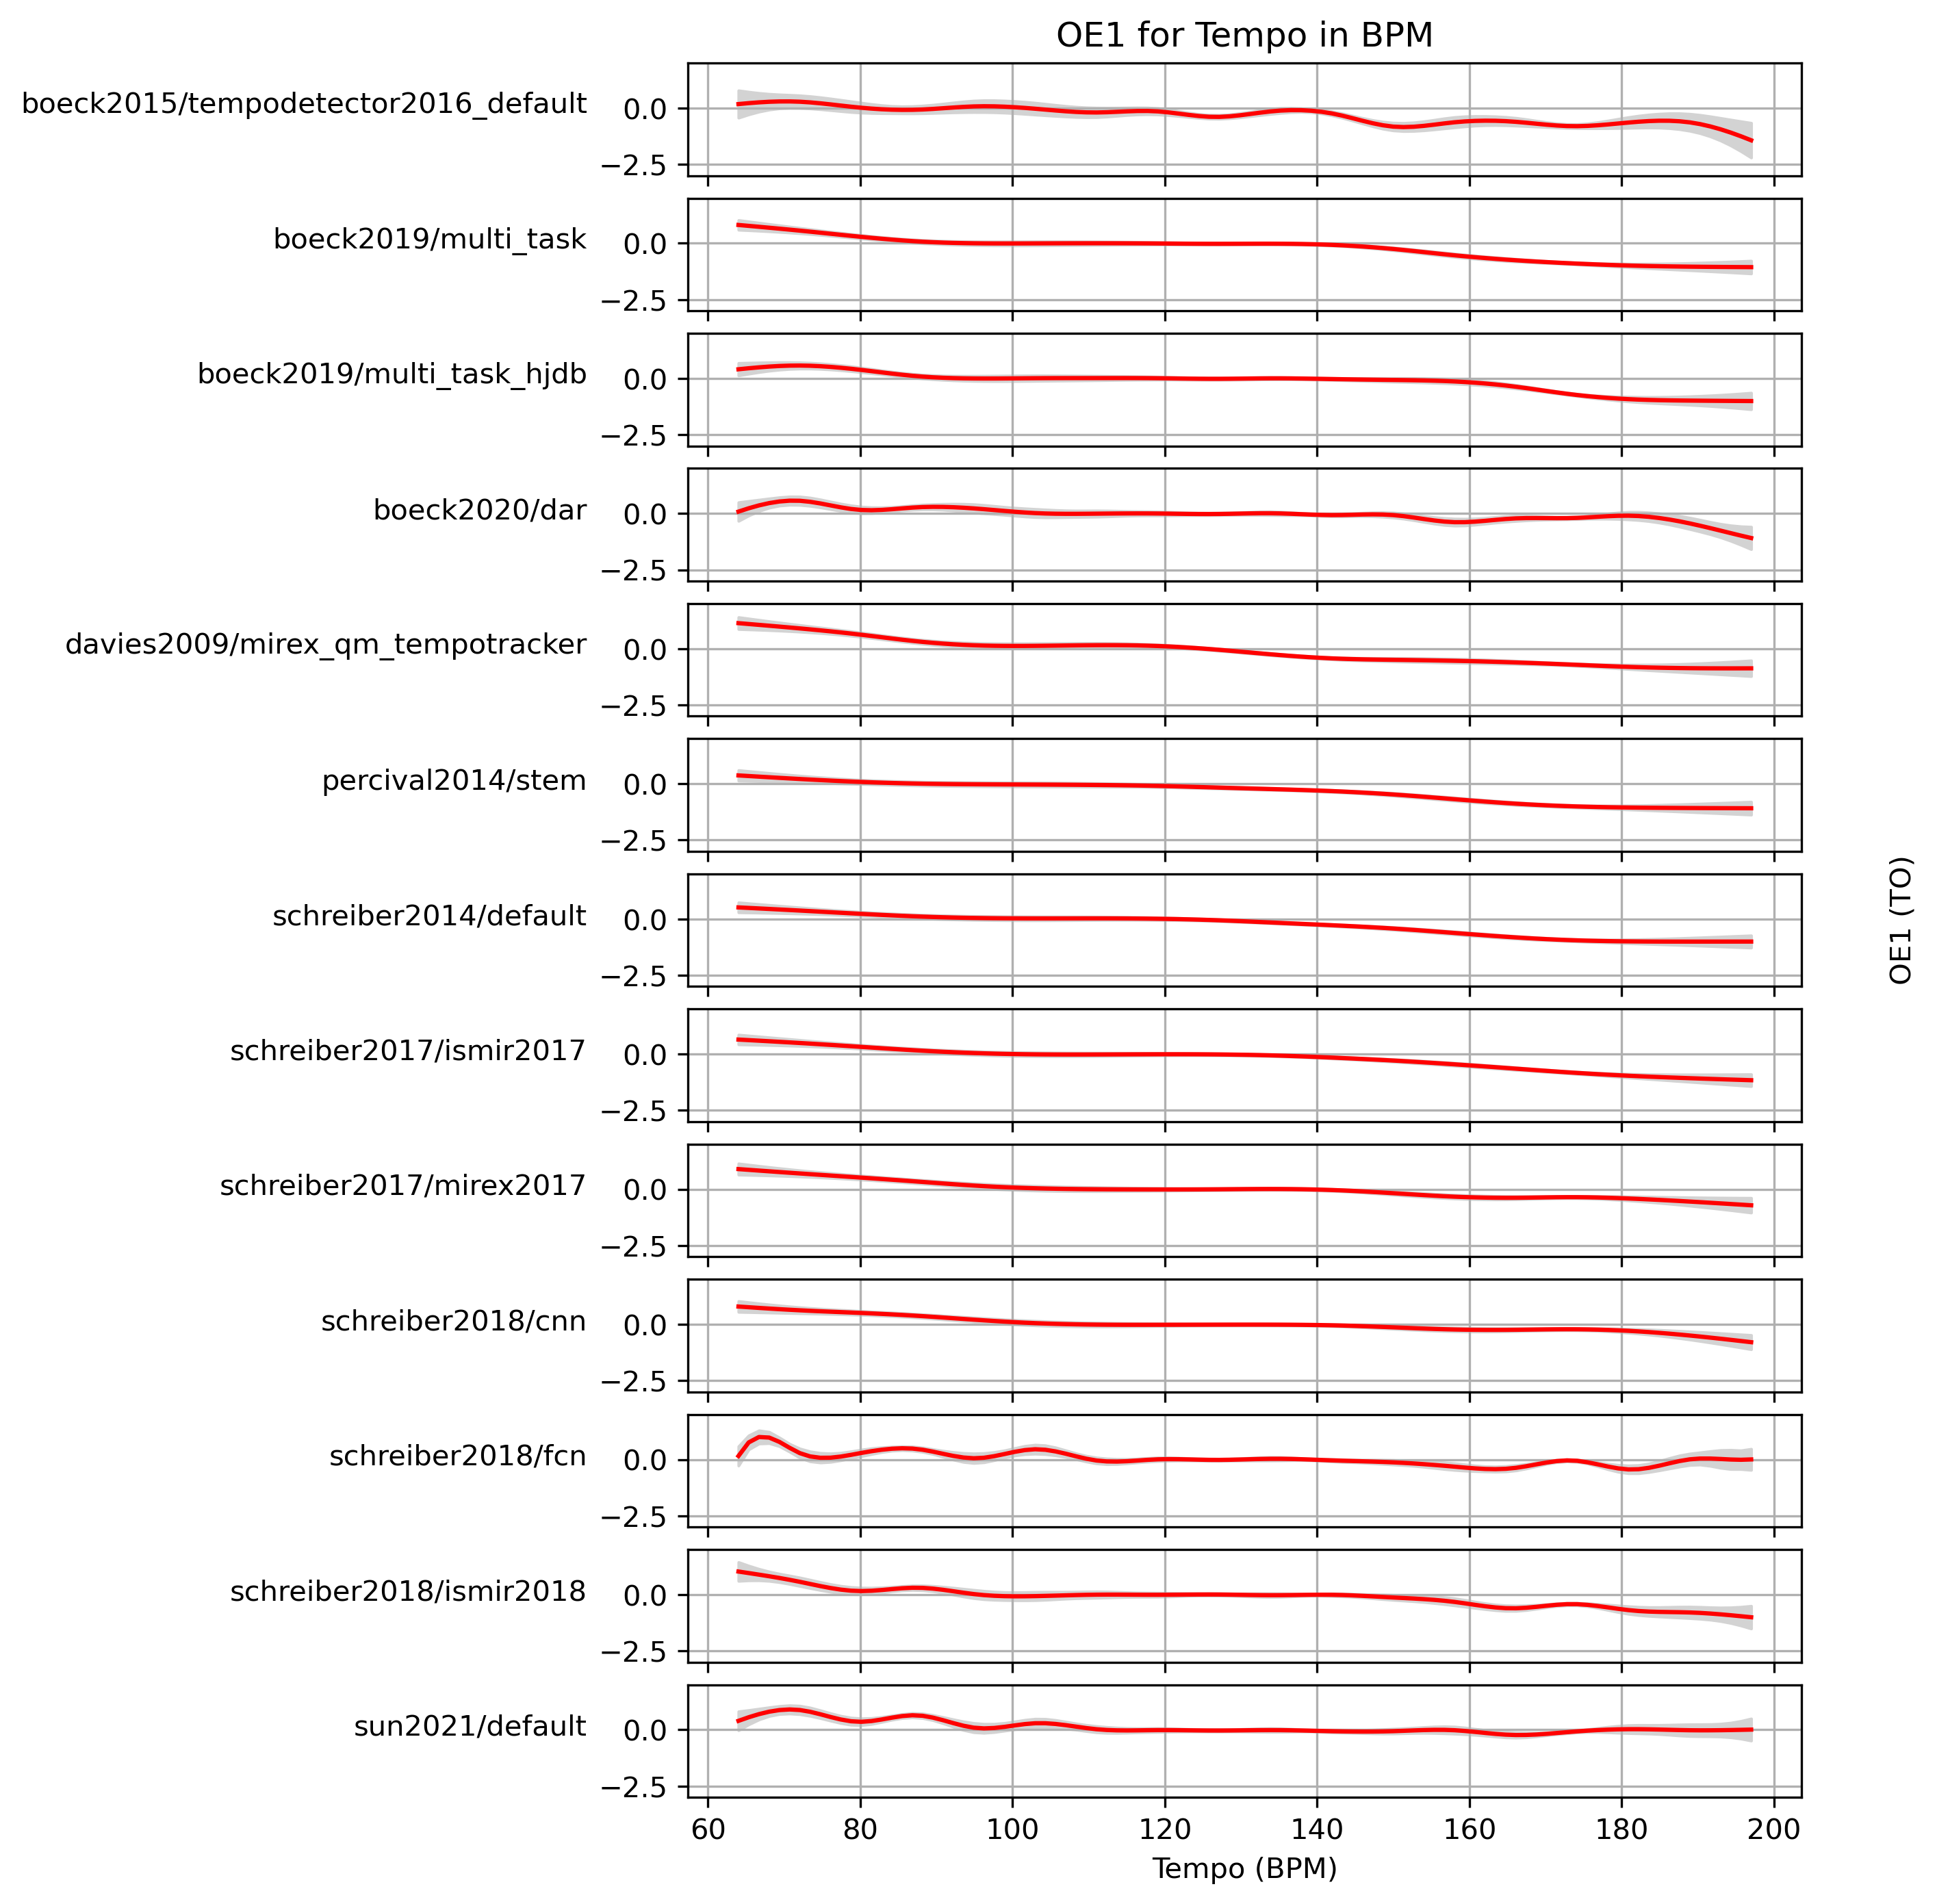 OE1 for Tempo in BPM
boeck2015/tempodetector2016_default
0.0
−2.5
boeck2019/multi_task
0.0
−2.5
boeck2019/multi_task_hjdb
0.0
−2.5
boeck2020/dar
0.0
−2.5
davies2009/mirex_qm_tempotracker
0.0
−2.5
percival2014/stem
0.0
−2.5
schreiber2014/default
0.0
−2.5
OE1 (TO)
schreiber2017/ismir2017
0.0
−2.5
schreiber2017/mirex2017
0.0
−2.5
schreiber2018/cnn
0.0
−2.5
schreiber2018/fcn
0.0
−2.5
schreiber2018/ismir2018
0.0
−2.5
sun2021/default
0.0
−2.5
60 80 100 120 140 160 180 200
Tempo (BPM)